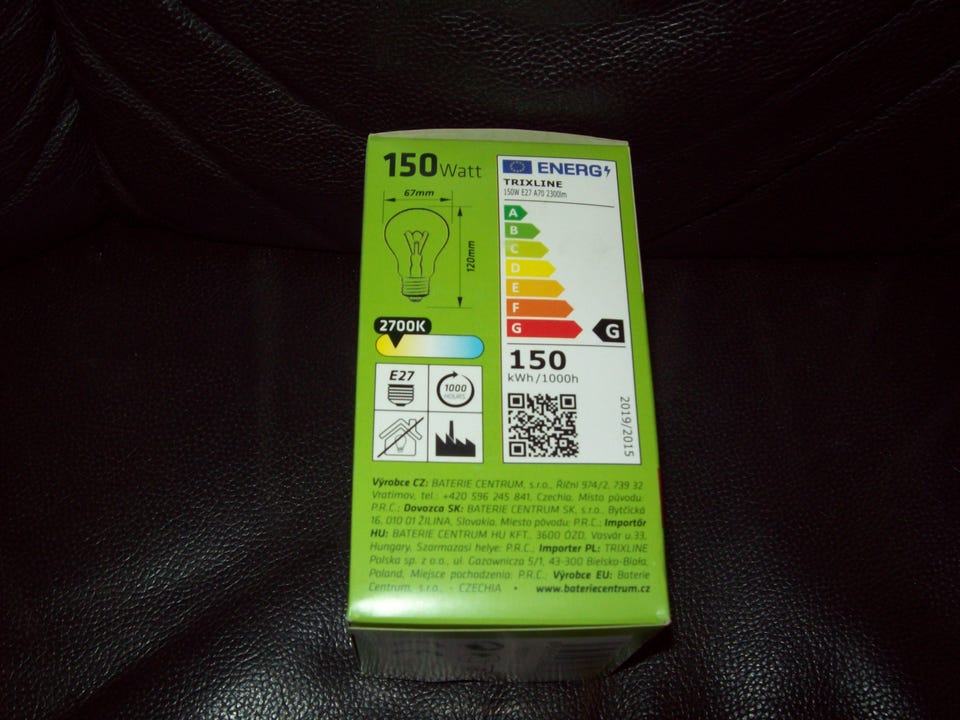 150 Watt
67mm
120mm
2700K
E27
1000
HOURS
ENERG
TRIXLINE
150W E27 A70 2300lm
A
B
C
D
E
F
G
G
150
kWh/1000h
2019/2015
Výrobce CZ: BATERIE CENTRUM, s.r.o., Říční 974/2, 739 32
Vratimov, tel.: +420 596 245 841, Czechia. Místo původu:
P.R.C.; Dovozca SK: BATERIE CENTRUM SK, s.r.o., Bytčická
16, 010 01 ŽILINA, Slovakia. Miesto pôvodu: P.R.C.; Importőr
HU: BATERIE CENTRUM HU KFT., 3600 ÓZD, Vasvár u.33,
Hungary. Szarmazasi helye: P.R.C.; Importer PL: TRIXLINE
Polska sp. z o.o., ul. Gazownicza 5/1, 43-300 Bielsko-Biała,
Poland, Miejsce pochodzenia: P.R.C.; Výrobce EU: Baterie
Centrum, s.r.o., - CZECHIA • www.bateriecentrum.cz